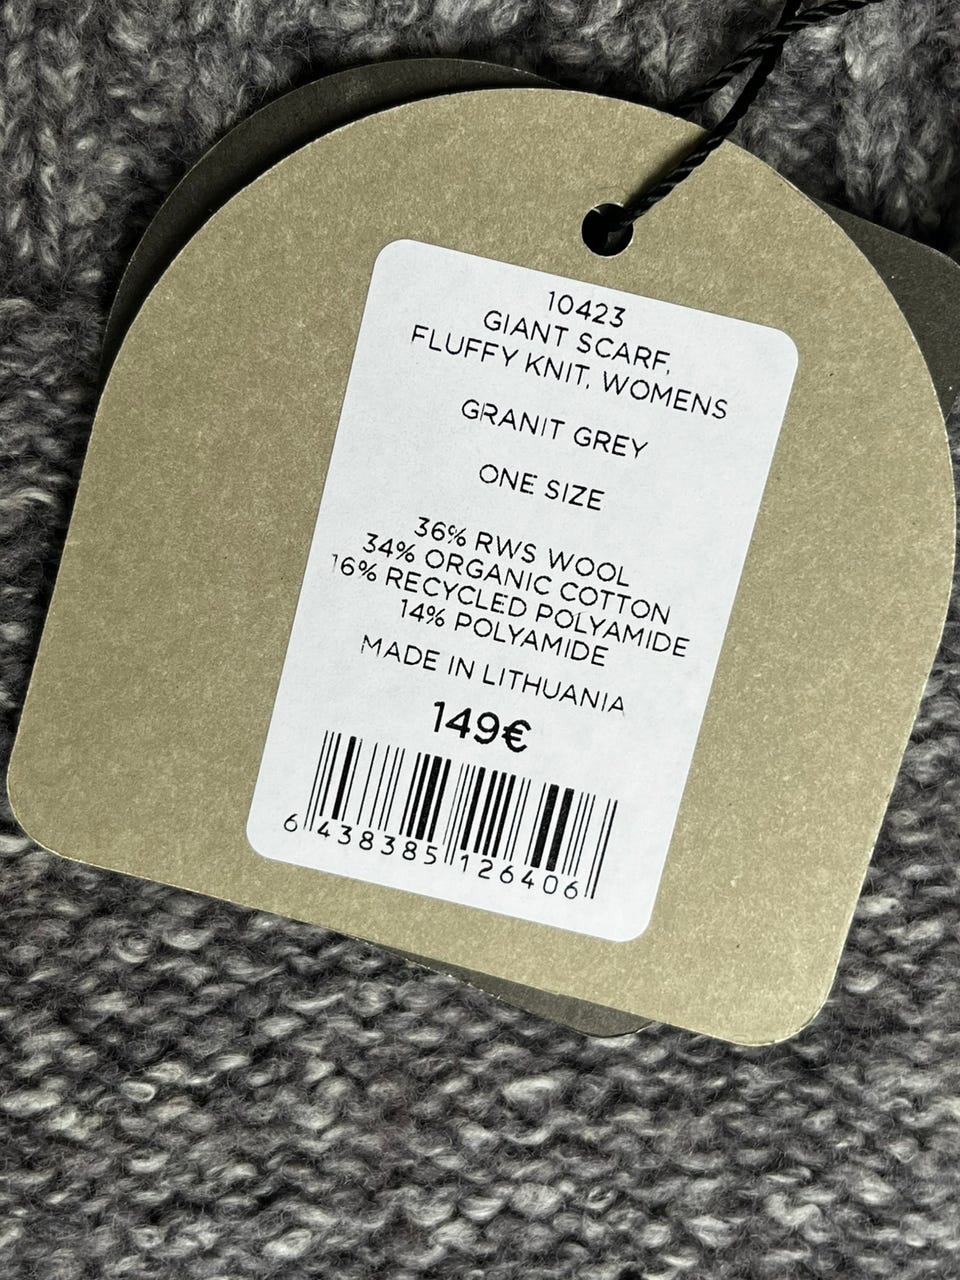 10423
GIANT SCARF,
FLUFFY KNIT, WOMENS
GRANIT GREY
ONE SIZE
36% RWS WOOL
34% ORGANIC COTTON
16% RECYCLED POLYAMIDE
14% POLYAMIDE
MADE IN LITHUANIA
149€
6 438385 126406